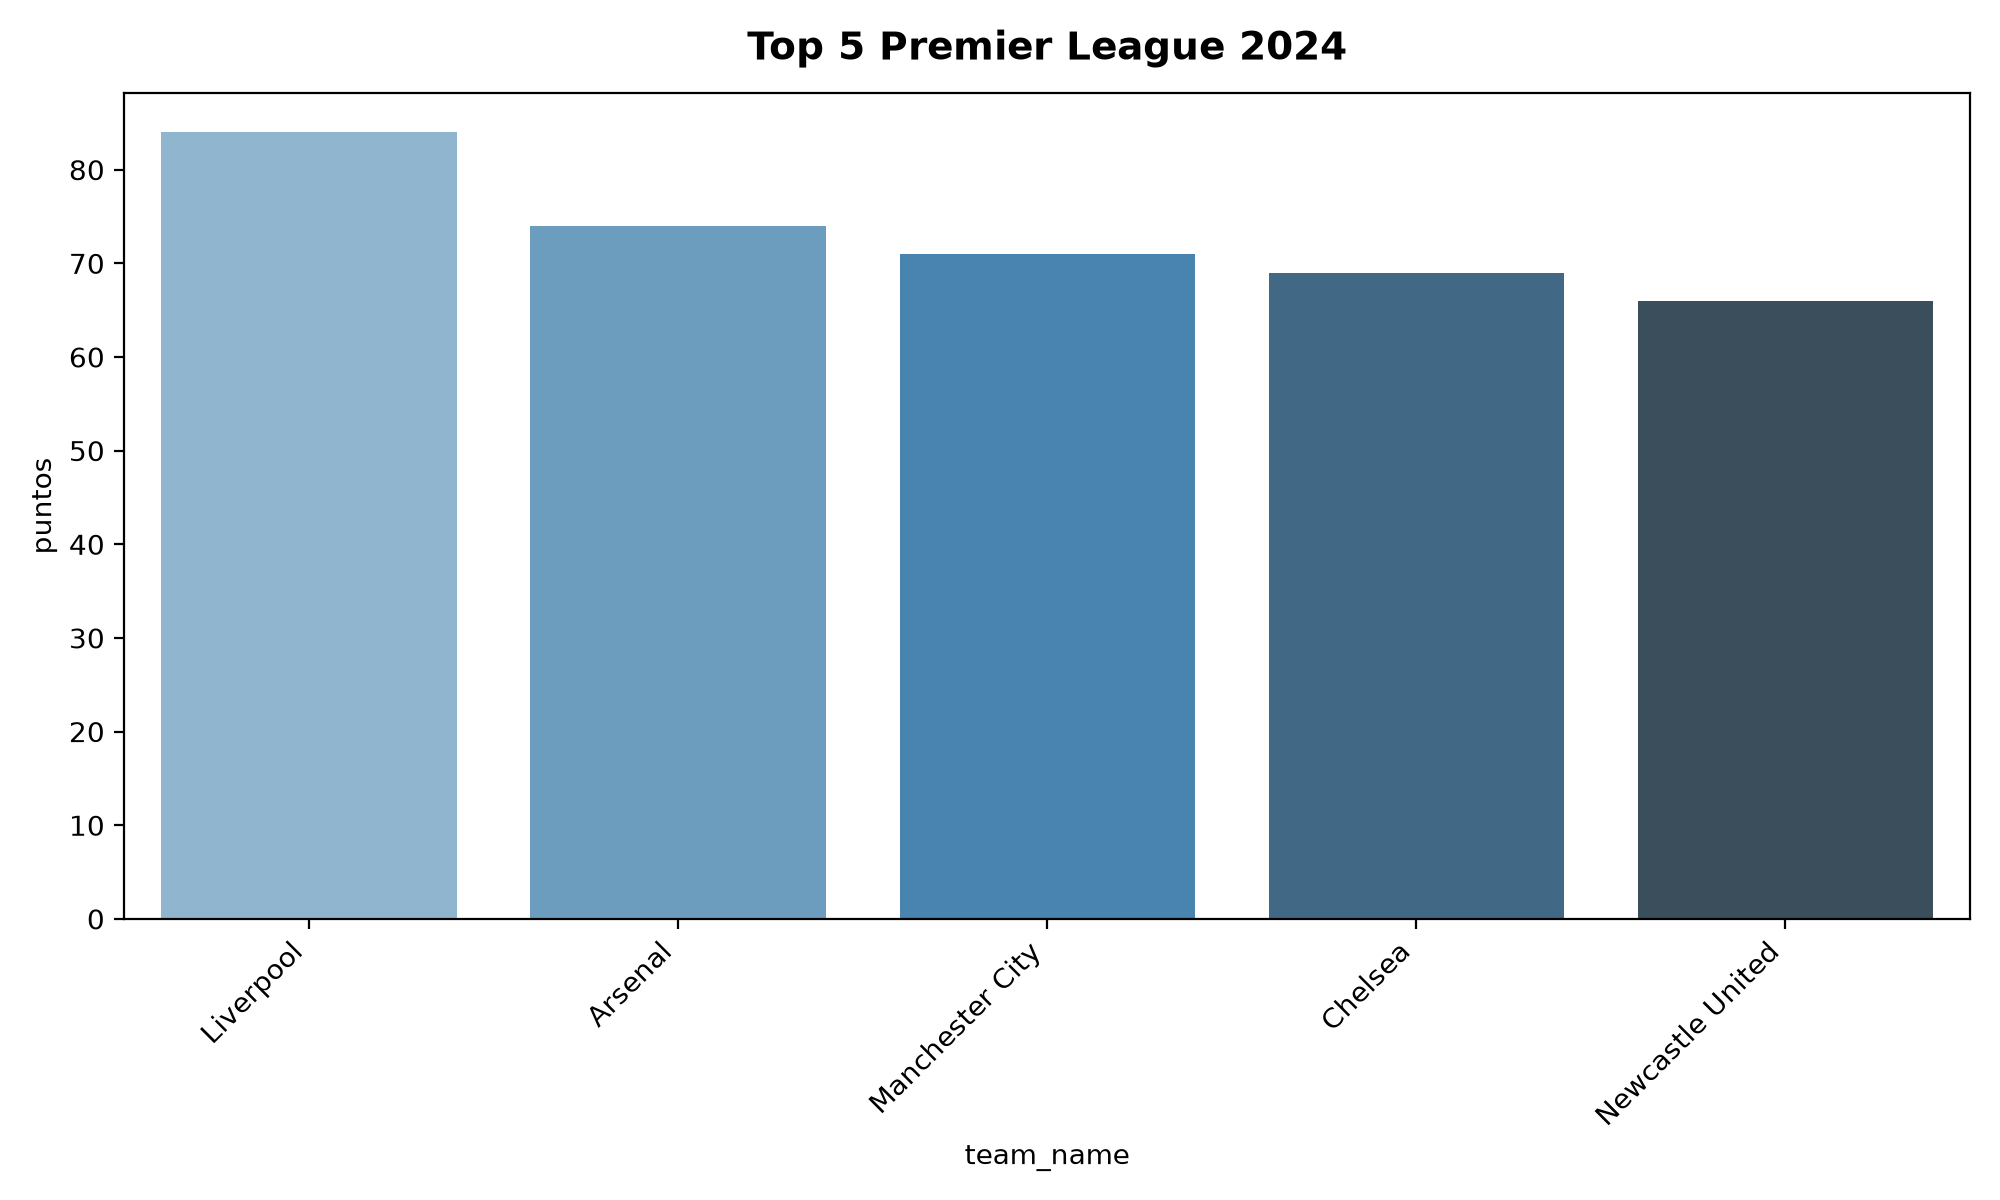 Top 5 Premier League 2024
puntos
80
70
60
50
40
30
20
10
0
Liverpool
Arsenal
Manchester City
Chelsea
Newcastle United
team_name